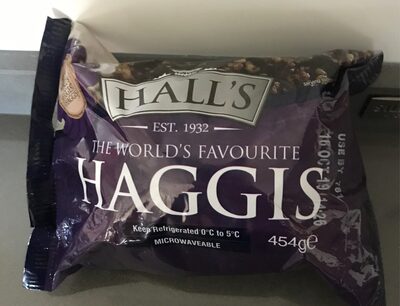 HALL'S
EST. 1932
THE WORLD'S FAVOURITE
HAGGIS
Keep Refrigerated 0°C to 5°C
MICROWAVEABLE
454g℮
USE BY